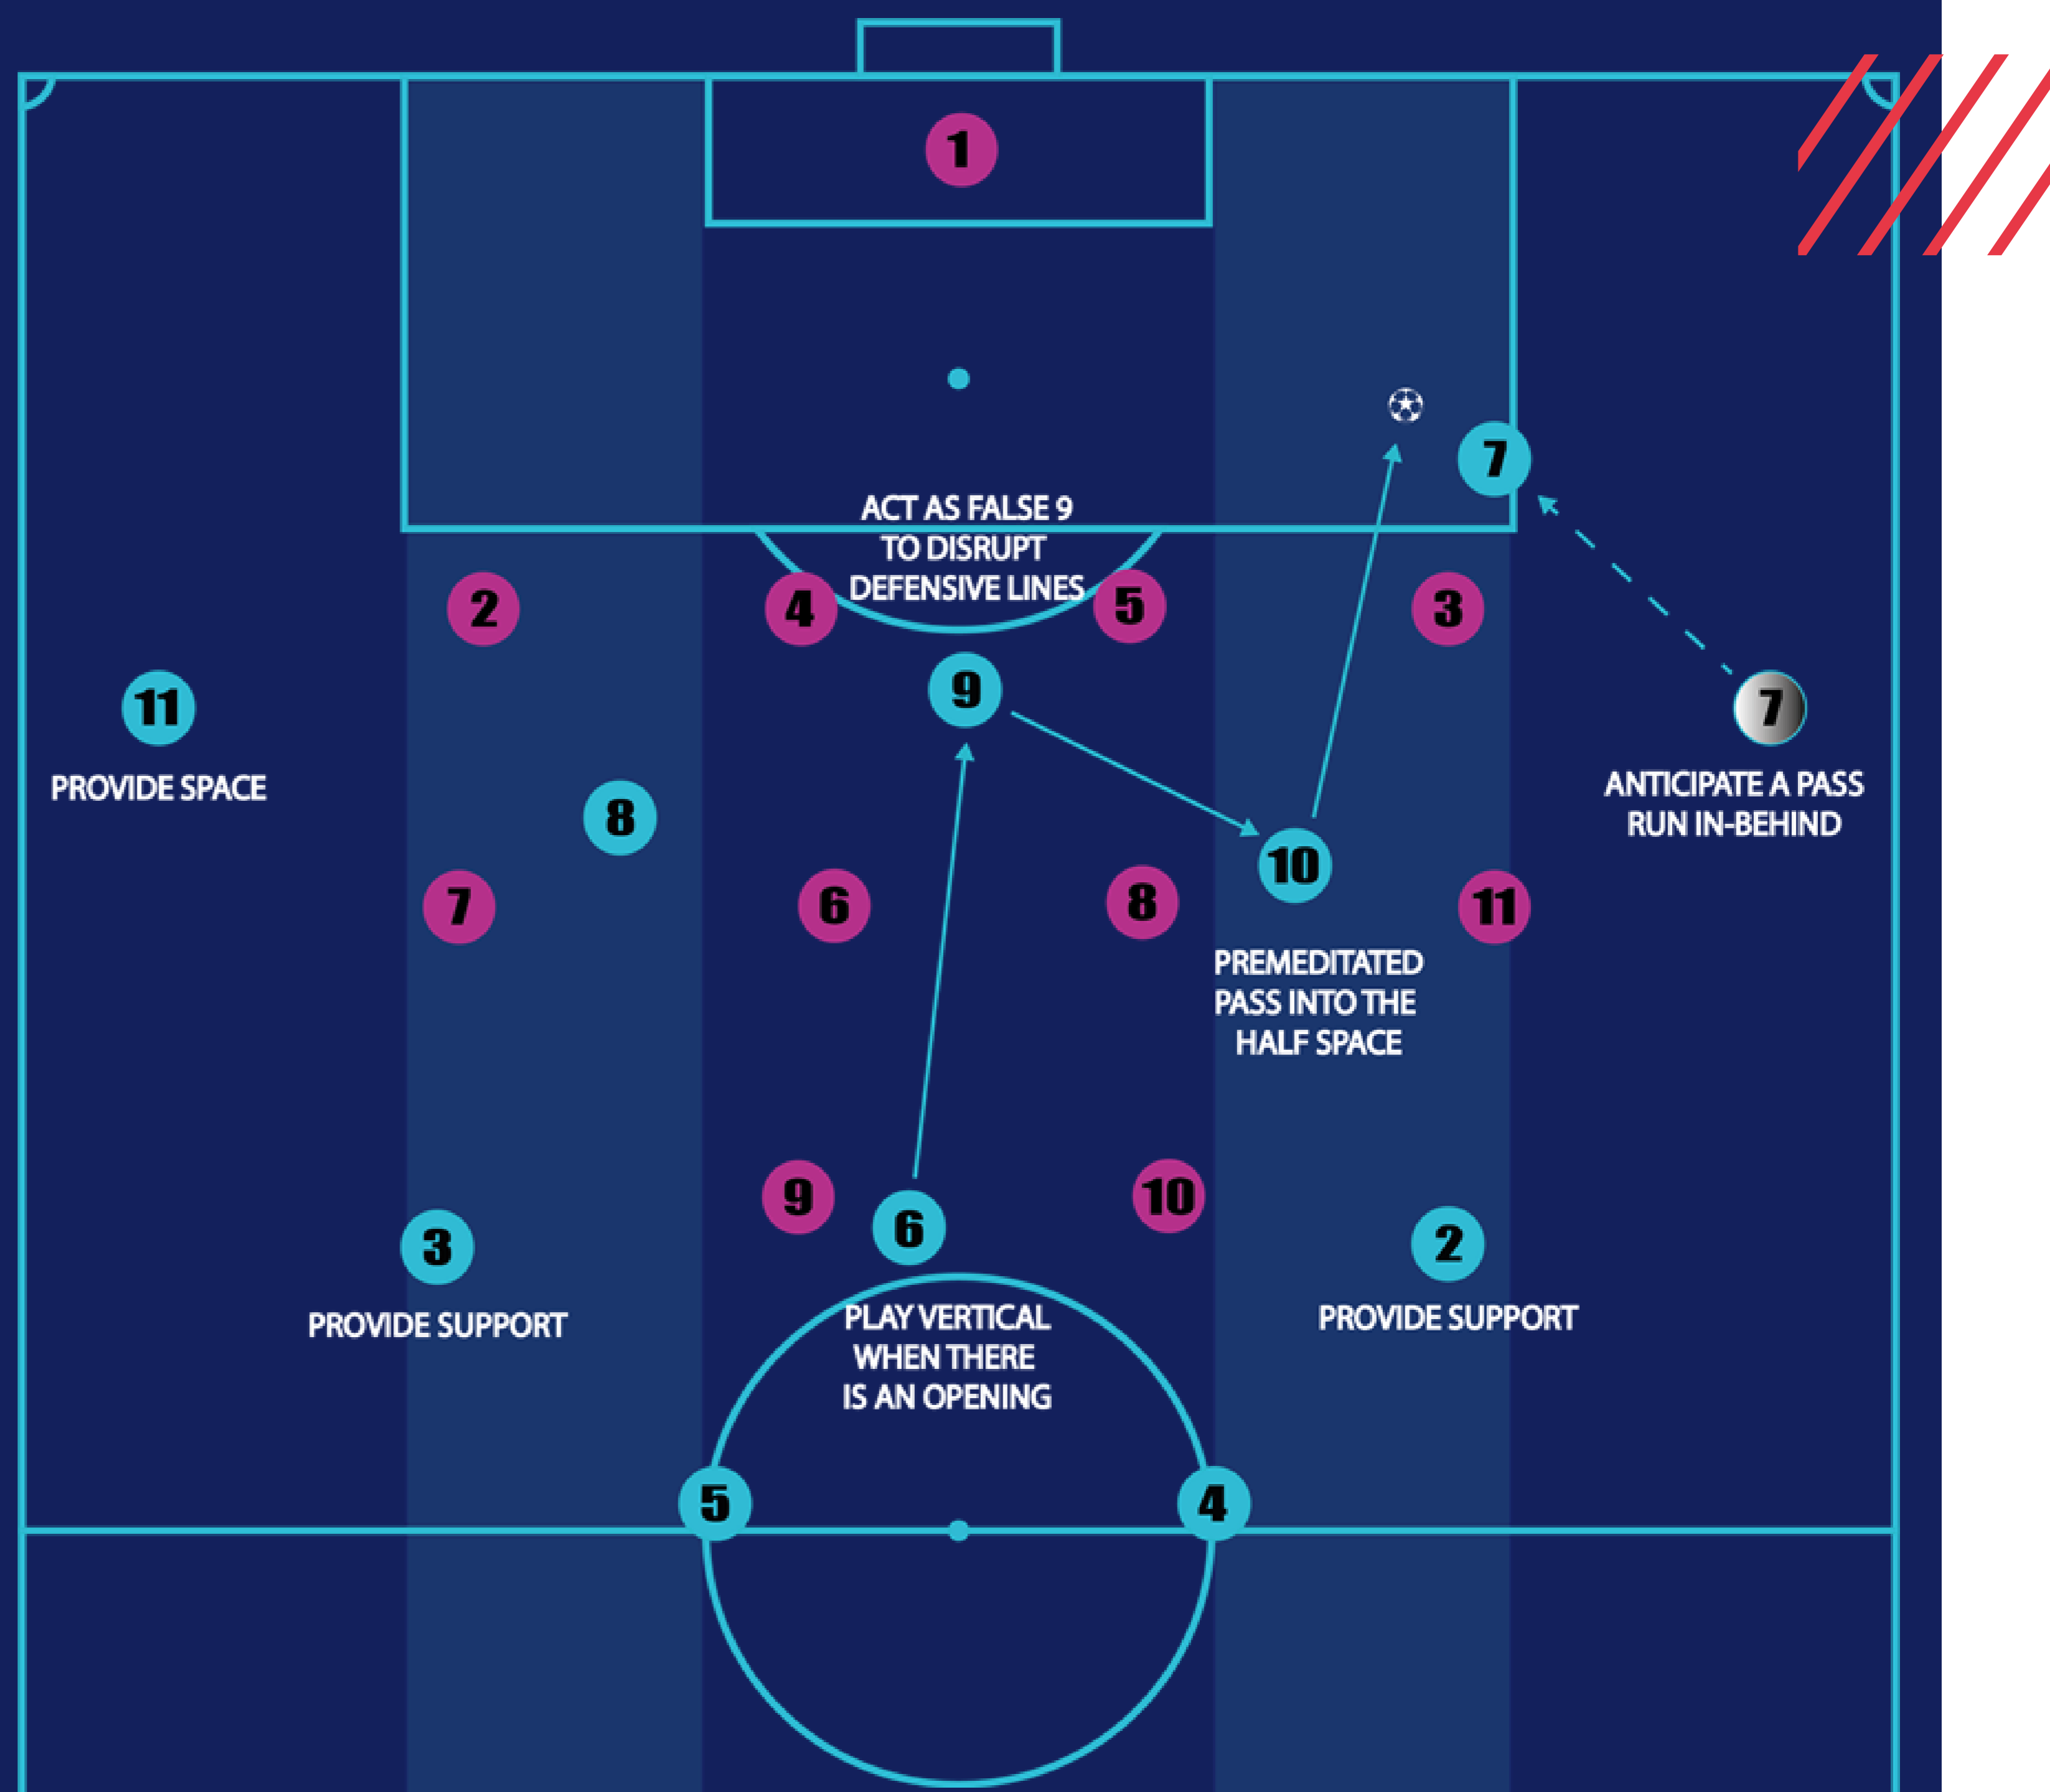 1
7
ACT AS FALSE 9
TO DISRUPT
DEFENSIVE LINES
2
4
5
3
9
11
7
PROVIDE SPACE
ANTICIPATE A PASS
RUN IN-BEHIND
8
10
7
6
8
11
PREMEDITATED
PASS INTO THE
HALF SPACE
9
10
6
3
2
PROVIDE SUPPORT
PLAY VERTICAL
WHEN THERE
IS AN OPENING
PROVIDE SUPPORT
5
4